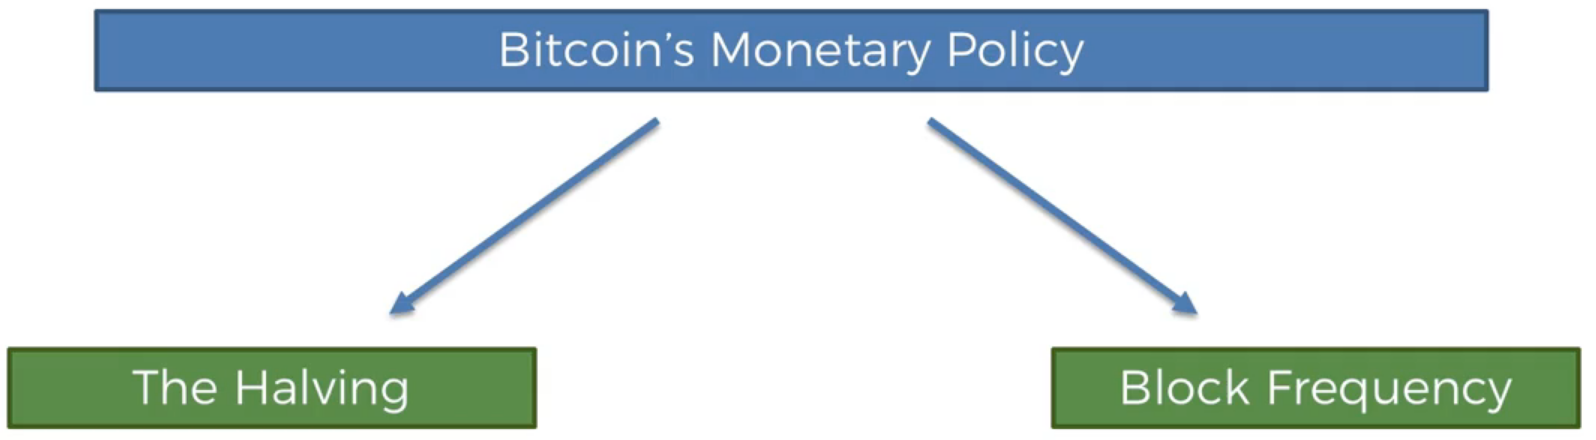 Bitcoin’s Monetary Policy
The Halving
Block Frequency